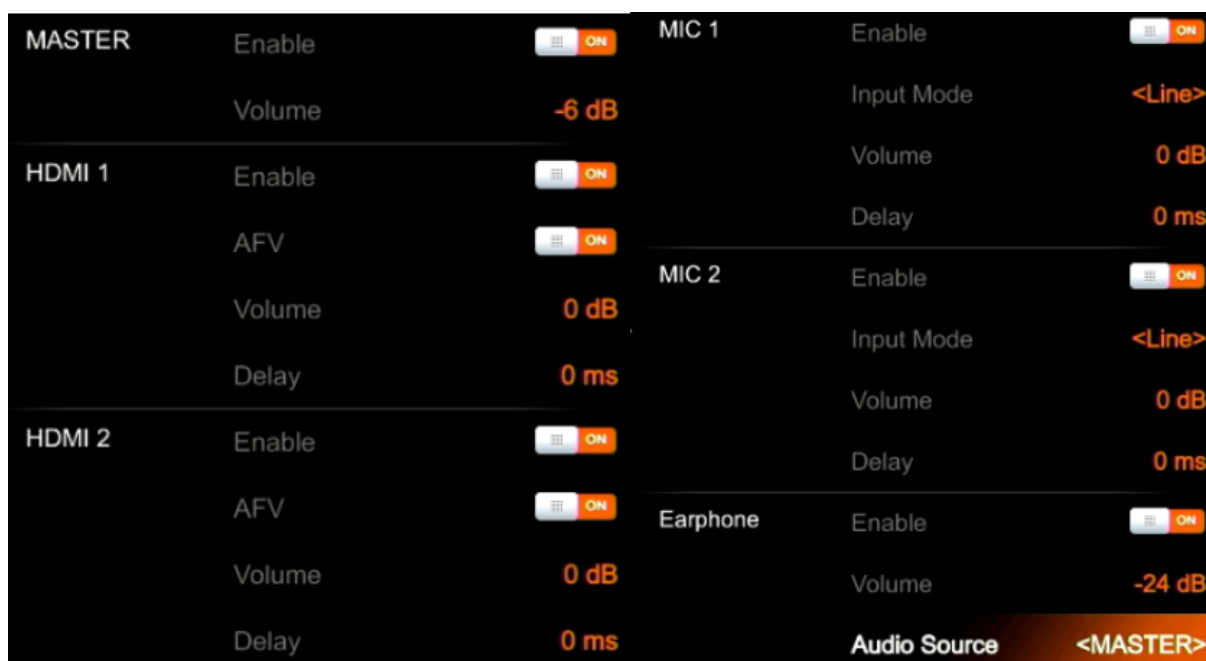 MASTER Enable ON
Volume -6 dB
HDMI 1 Enable ON
AFV ON
Volume 0 dB
Delay 0 ms
HDMI 2 Enable ON
AFV ON
Volume 0 dB
Delay 0 ms
MIC 1 Enable ON
Input Mode <Line>
Volume 0 dB
Delay 0 ms
MIC 2 Enable ON
Input Mode <Line>
Volume 0 dB
Delay 0 ms
Earphone Enable ON
Volume -24 dB
Audio Source <MASTER>